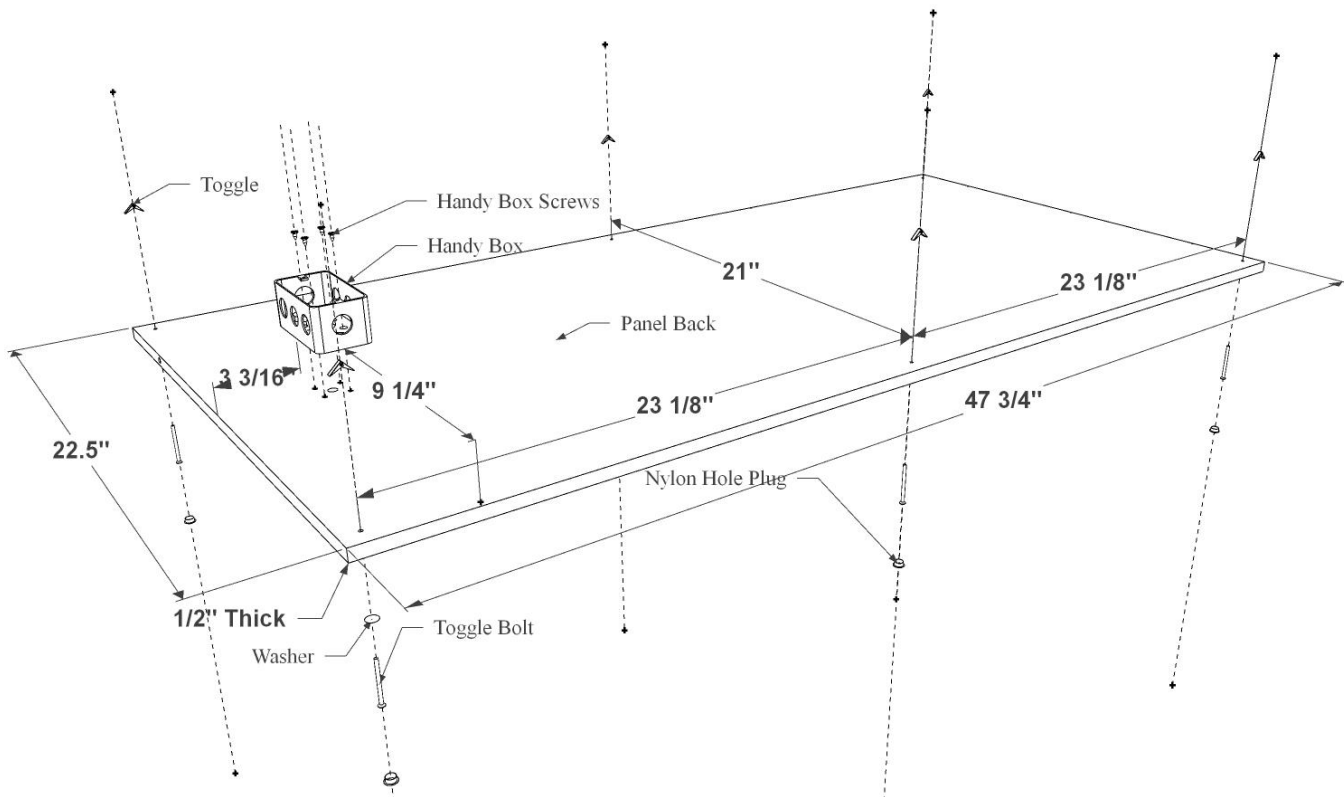 Toggle
Handy Box Screws
Handy Box
21"
23 1/8"
Panel Back
3 3/16"
9 1/4"
23 1/8"
47 3/4"
22.5"
Nylon Hole Plug
1/2" Thick
Toggle Bolt
Washer